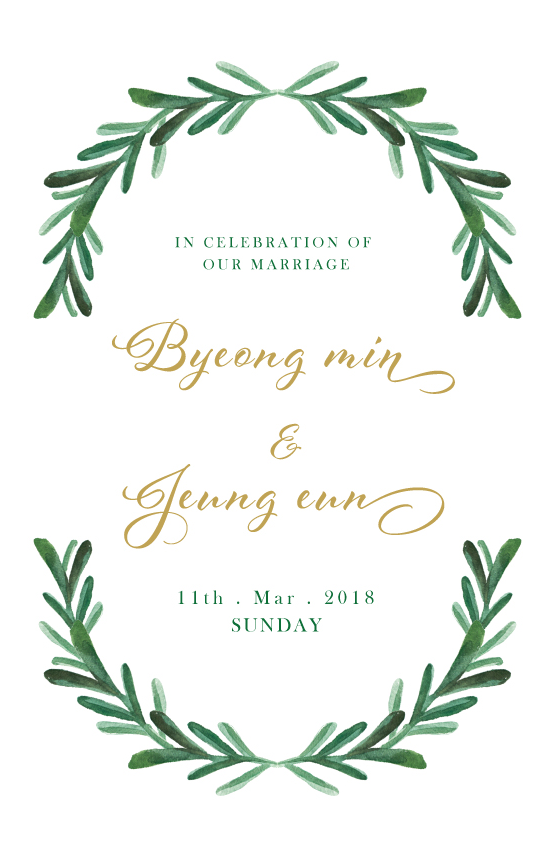 IN CELEBRATION OF
OUR MARRIAGE
Byeong min
&
Jeung eun
11th . Mar . 2018
SUNDAY